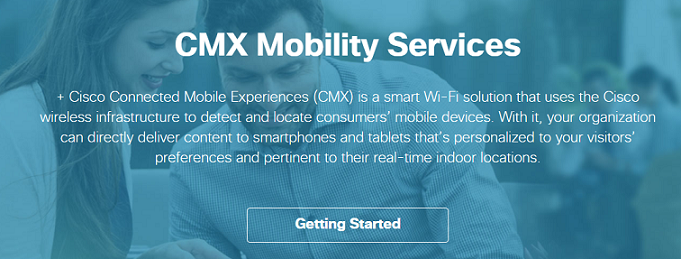 CMX Mobility Services
+ Cisco Connected Mobile Experiences (CMX) is a smart Wi-Fi solution that uses the Cisco
wireless infrastructure to detect and locate consumers' mobile devices. With it, your organization
can directly deliver content to smartphones and tablets that's personalized to your visitors'
preferences and pertinent to their real-time indoor locations.
Getting Started